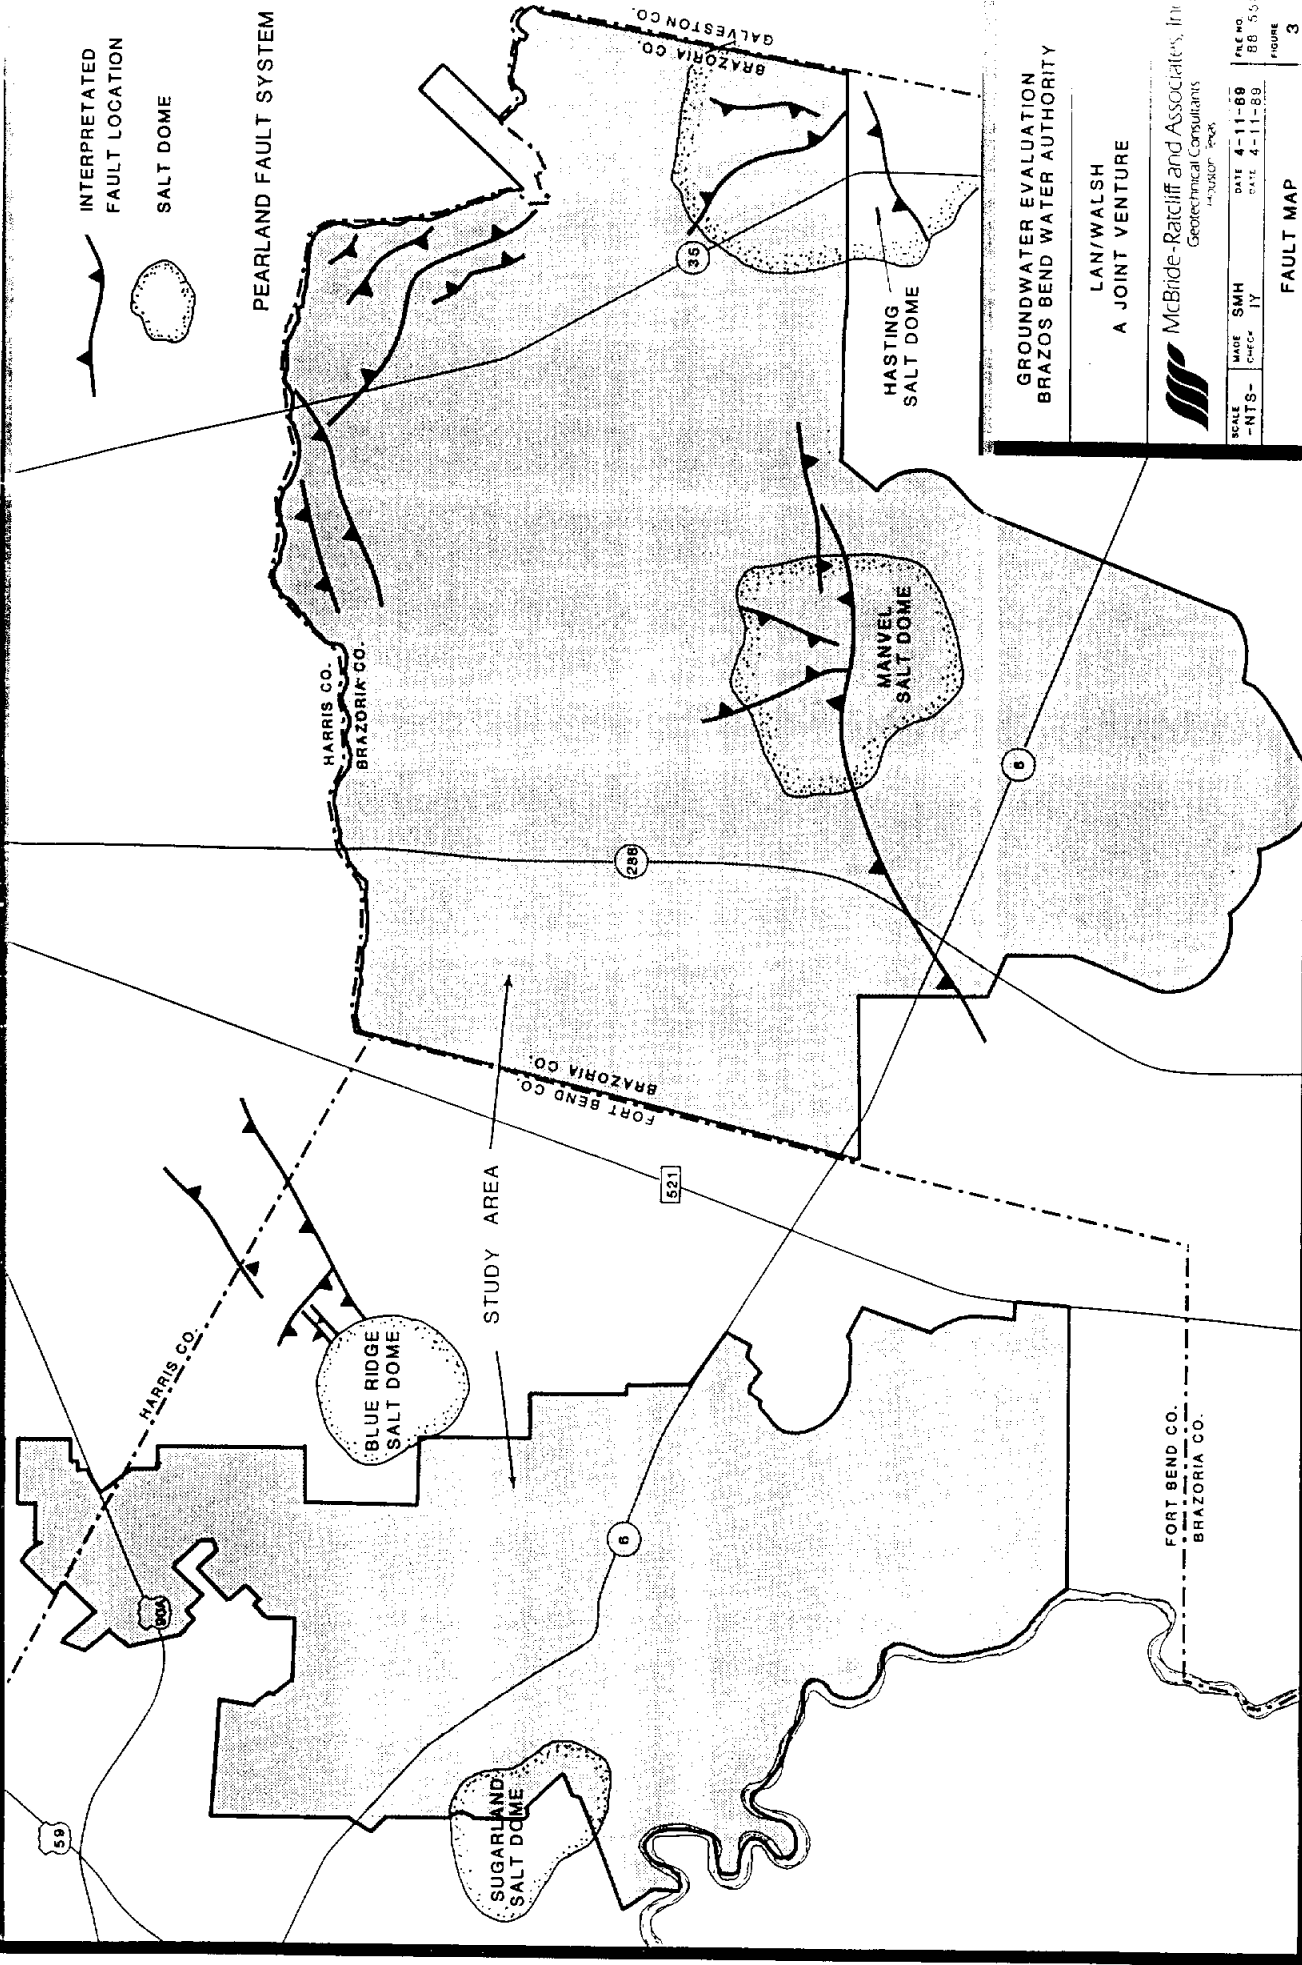 INTERPRETATED
FAULT LOCATION
SALT DOME
PEARLAND FAULT SYSTEM
GALVESTON CO.
BRAZORIA CO.
HARRIS CO.
BRAZORIA CO.
35
HASTING
SALT DOME
MANVEL
SALT DOME
288
6
FORT BEND CO.
BRAZORIA CO.
521
STUDY AREA
HARRIS CO.
BLUE RIDGE
SALT DOME
90A
59
6
SUGARLAND
SALT DOME
FORT BEND CO.
BRAZORIA CO.
GROUNDWATER EVALUATION
BRAZOS BEND WATER AUTHORITY
LAN/WALSH
A JOINT VENTURE
McBride-Ratcliff and Associates, Inc
Geotechnical Consultants
Houston Texas
SCALE
-NTS-
MADE SMH
CHECK
DATE 4-11-89
DATE 4-11-89
FILE NO.
88
FIGURE
3
FAULT MAP